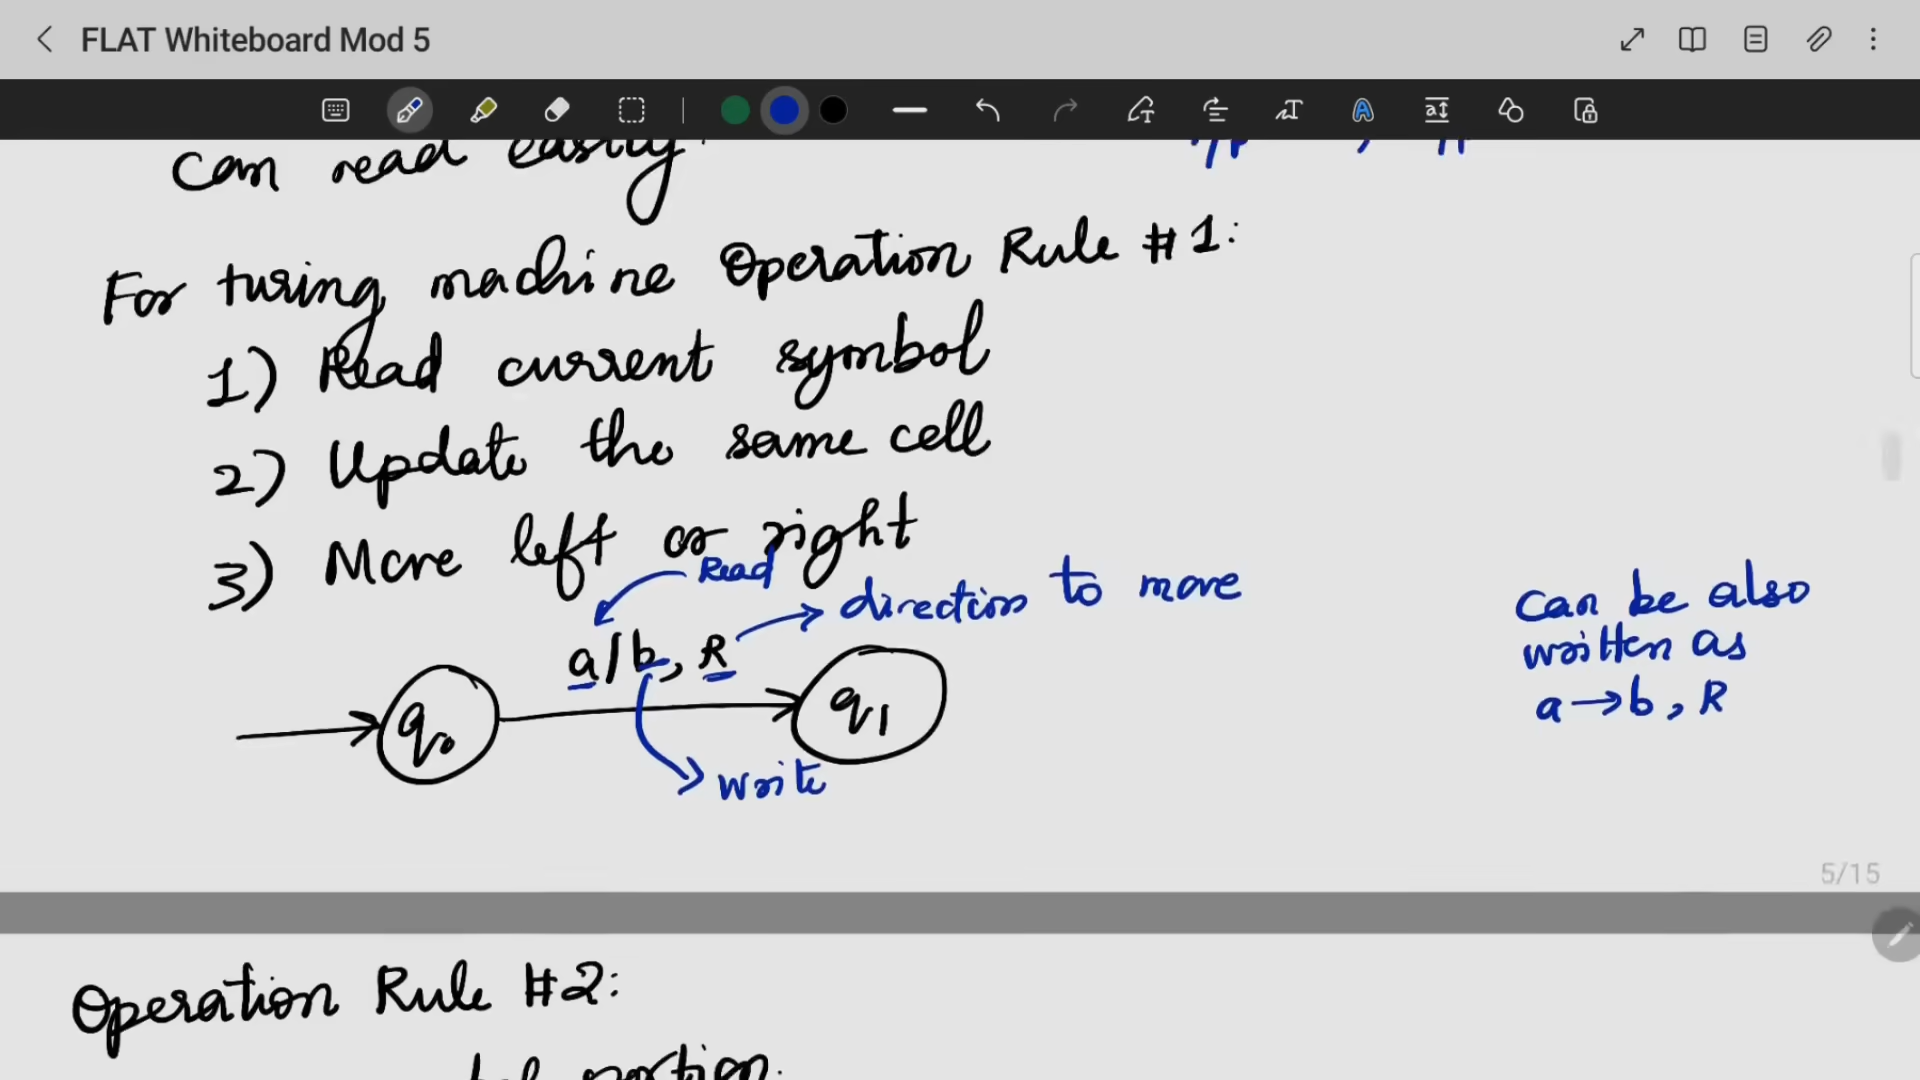 FLAT Whiteboard Mod 5
can read easily.
For turing machine Operation Rule #1:
1) Read current symbol
2) Update the same cell
3) Move left or right
Read
direction to move
a/b, R
q0 q1
write
can be also
written as
a→b, R
5/15
Operation Rule #2:
portion.